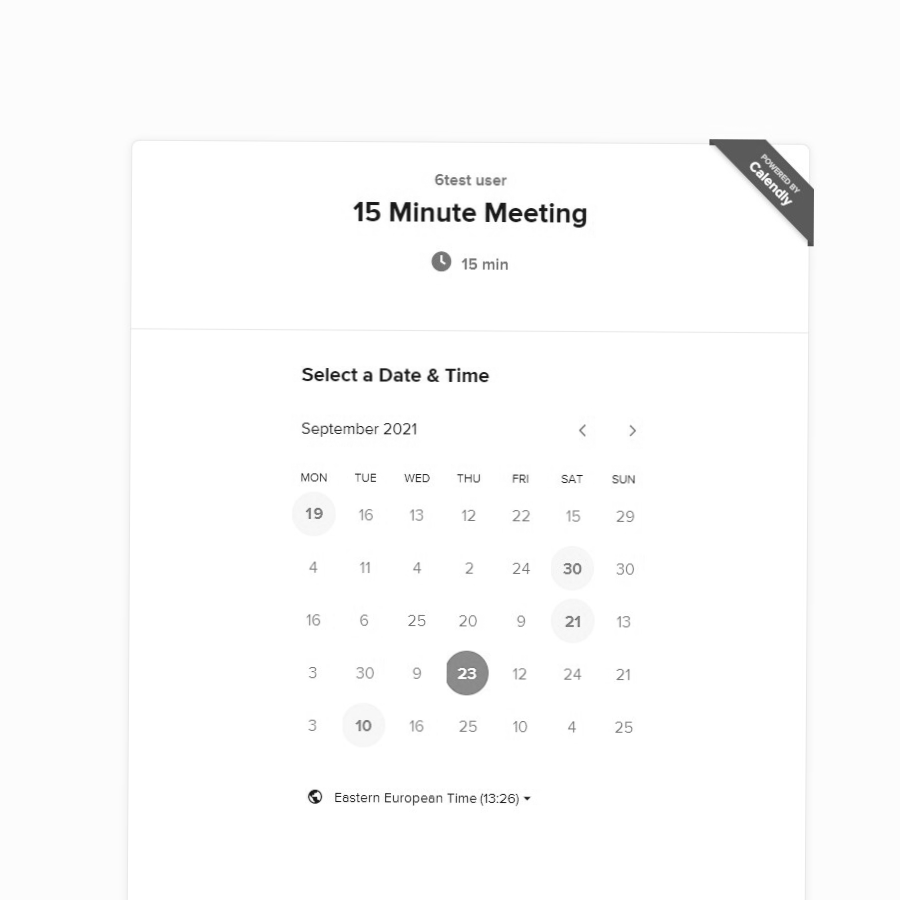 POWERED BY
Calendly
6test user
15 Minute Meeting
15 min
Select a Date & Time
September 2021
MON TUE WED THU FRI SAT SUN
19 16 13 12 22 15 29
4 11 4 2 24 30 30
16 6 25 20 9 21 13
3 30 9 23 12 24 21
3 10 16 25 10 4 25
Eastern European Time (13:26)